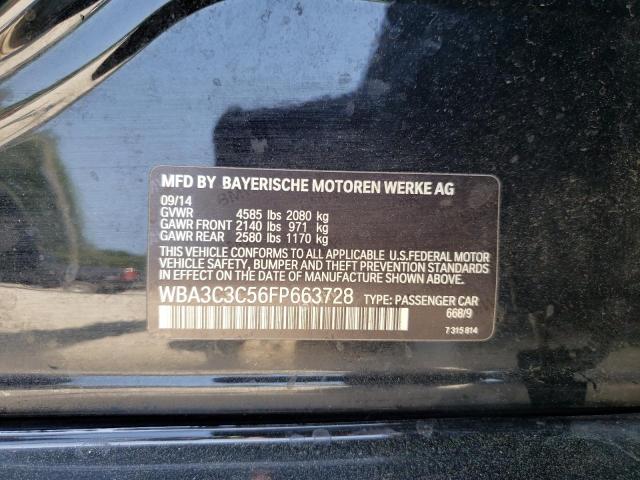 MFD BY BAYERISCHE MOTOREN WERKE AG
09/14
GVWR 4585 lbs 2080 kg
GAWR FRONT 2140 lbs 971 kg
GAWR REAR 2580 lbs 1170 kg
THIS VEHICLE CONFORMS TO ALL APPLICABLE U.S.FEDERAL MOTOR
VEHICLE SAFETY, BUMPER, AND THEFT PREVENTION STANDARDS
IN EFFECT ON THE DATE OF MANUFACTURE SHOWN ABOVE.
WBA3C3C56FP663728 TYPE: PASSENGER CAR
668/9
7 315 814